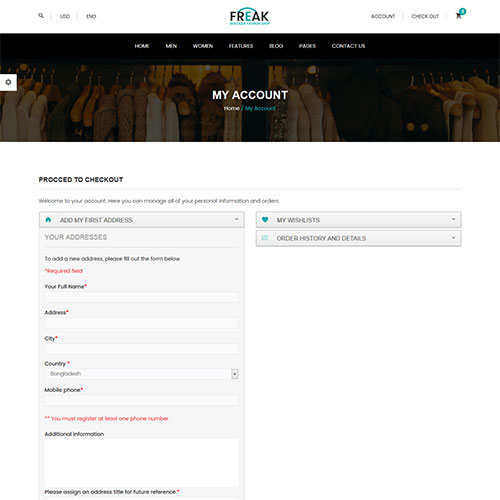 USD
ENG
FREAK
BOUTIQUE FASHION SHOP
ACCOUNT
CHECK OUT
HOME
MEN
WOMEN
FEATURES
BLOG
PAGES
CONTACT US
MY ACCOUNT
Home / My Account
PROCCED TO CHECKOUT
Welcome to your account. Here you can manage all of your personal information and orders.
ADD MY FIRST ADDRESS
YOUR ADDRESSES
To add a new address, please fill out the form below.
*Required field
Your Full Name*
Address*
City*
Country *
Bangladesh
Mobile phone*
** You must register at least one phone number.
Additional information
Please assign an address title for future reference.*
MY WISHLISTS
ORDER HISTORY AND DETAILS